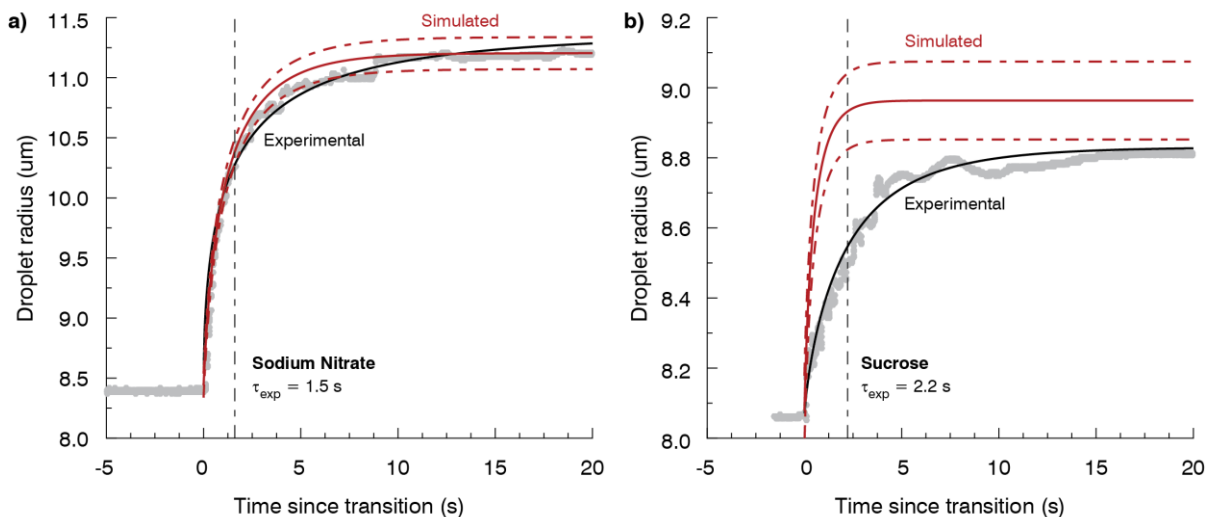 a)
Droplet radius (um)
11.5
11.0
10.5
10.0
9.5
9.0
8.5
8.0
Simulated
Experimental
Sodium Nitrate
τexp = 1.5 s
-5 0 5 10 15 20
Time since transition (s)
b)
Droplet radius (um)
9.2
9.0
8.8
8.6
8.4
8.2
8.0
Simulated
Experimental
Sucrose
τexp = 2.2 s
-5 0 5 10 15 20
Time since transition (s)